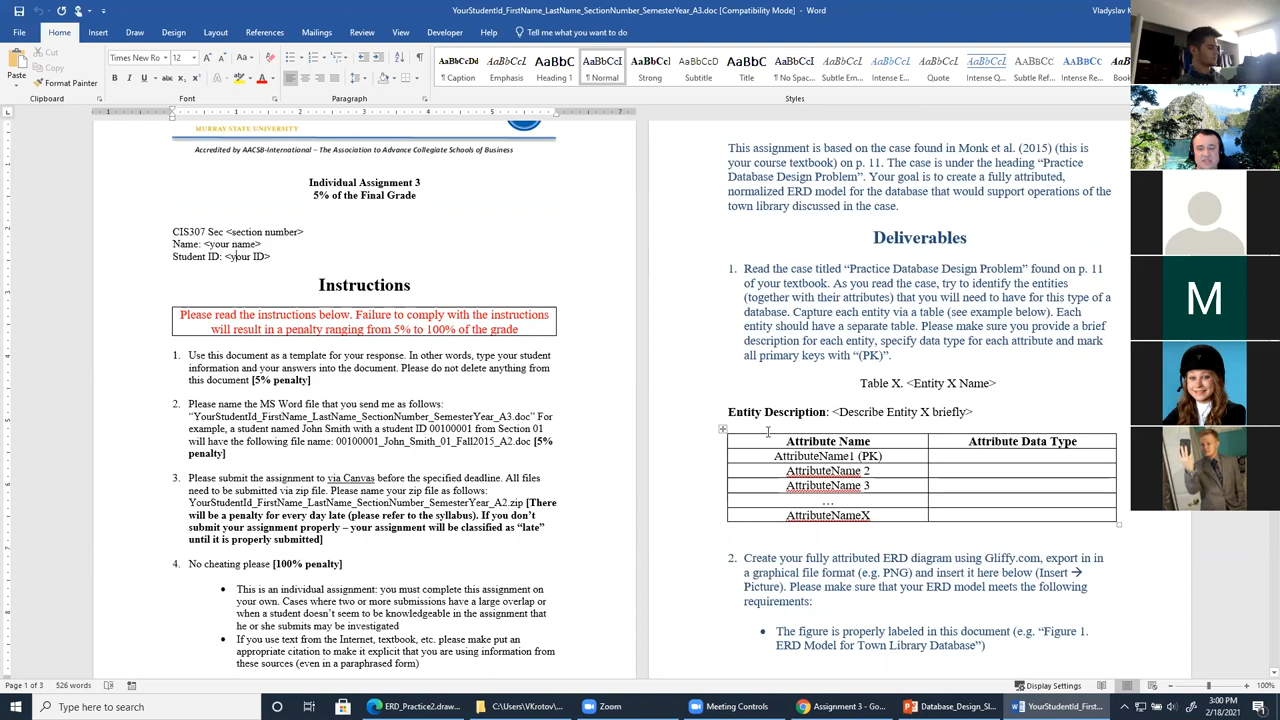 YourStudentId_FirstName_LastName_SectionNumber_SemesterYear_A3.doc [Compatibility Mode] - Word
Vladyslav
File Home Insert Draw Design Layout References Mailings Review View Developer Help Tell me what you want to do
Cut
Copy
Format Painter
Paste
Times New Ro 12
Clipboard Font Paragraph Styles
¶ Caption Emphasis Heading 1 ¶ Normal Strong Subtitle Title ¶ No Spac... Subtle Em... Intense E... Quote Intense Q... Subtle Ref... Intense Re... Book
MURRAY STATE UNIVERSITY
Accredited by AACSB-International – The Association to Advance Collegiate Schools of Business
Individual Assignment 3
5% of the Final Grade
CIS307 Sec <section number>
Name: <your name>
Student ID: <your ID>
Instructions
Please read the instructions below. Failure to comply with the instructions
will result in a penalty ranging from 5% to 100% of the grade
1. Use this document as a template for your response. In other words, type your student
information and your answers into the document. Please do not delete anything from
this document [5% penalty]
2. Please name the MS Word file that you send me as follows:
“YourStudentId_FirstName_LastName_SectionNumber_SemesterYear_A3.doc” For
example, a student named John Smith with a student ID 00100001 from Section 01
will have the following file name: 00100001_John_Smith_01_Fall2015_A2.doc [5%
penalty]
3. Please submit the assignment to via Canvas before the specified deadline. All files
need to be submitted via zip file. Please name your zip file as follows:
YourStudentId_FirstName_LastName_SectionNumber_SemesterYear_A2.zip [There
will be a penalty for every day late (please refer to the syllabus). If you don’t
submit your assignment properly – your assignment will be classified as “late”
until it is properly submitted]
4. No cheating please [100% penalty]
• This is an individual assignment: you must complete this assignment on
your own. Cases where two or more submissions have a large overlap or
when a student doesn’t seem to be knowledgeable in the assignment that
he or she submits may be investigated
• If you use text from the Internet, textbook, etc. please make put an
appropriate citation to make it explicit that you are using information from
these sources (even in a paraphrased form)
This assignment is based on the case found in Monk et al. (2015) (this is
your course textbook) on p. 11. The case is under the heading “Practice
Database Design Problem”. Your goal is to create a fully attributed,
normalized ERD model for the database that would support operations of the
town library discussed in the case.
Deliverables
1. Read the case titled “Practice Database Design Problem” found on p. 11
of your textbook. As you read the case, try to identify the entities
(together with their attributes) that you will need to have for this type of a
database. Capture each entity via a table (see example below). Each
entity should have a separate table. Please make sure you provide a brief
description for each entity, specify data type for each attribute and mark
all primary keys with “(PK)”.
Table X. <Entity X Name>
Entity Description: <Describe Entity X briefly>
Attribute Name Attribute Data Type
AttributeName1 (PK)
AttributeName 2
AttributeName 3
…
AttributeNameX
2. Create your fully attributed ERD diagram using Gliffy.com, export in in
a graphical file format (e.g. PNG) and insert it here below (Insert →
Picture). Please make sure that your ERD model meets the following
requirements:
• The figure is properly labeled in this document (e.g. “Figure 1.
ERD Model for Town Library Database”)
M
Page 1 of 3 526 words Display Settings 100%
Type here to search ERD_Practice2.draw... C:\Users\VKrotov\... Zoom Meeting Controls Assignment 3 - Goo... Database_Design_Sl... YourStudentId_First... 1:00 PM
2/18/2021